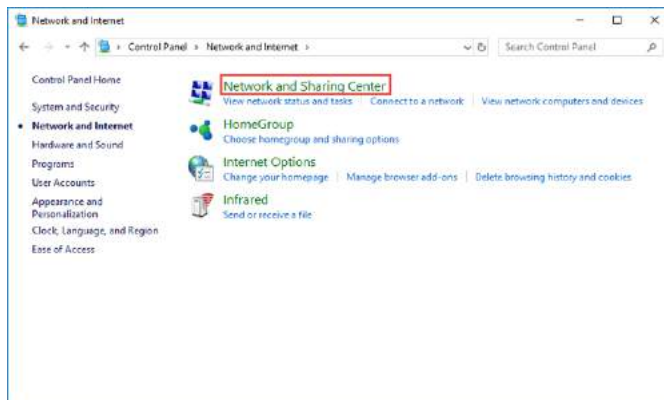 Network and Internet
Control Panel > Network and Internet >
Search Control Panel
Control Panel Home
System and Security
Network and Internet
Hardware and Sound
Programs
User Accounts
Appearance and
Personalization
Clock, Language, and Region
Ease of Access
Network and Sharing Center
View network status and tasks | Connect to a network | View network computers and devices
HomeGroup
Choose homegroup and sharing options
Internet Options
Change your homepage | Manage browser add-ons | Delete browsing history and cookies
Infrared
Send or receive a file